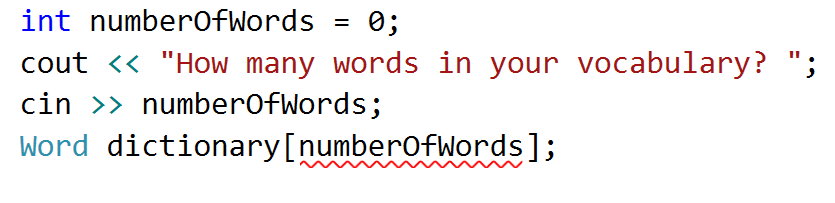 int numberOfWords = 0;
cout << "How many words in your vocabulary? ";
cin >> numberOfWords;
Word dictionary[numberOfWords];